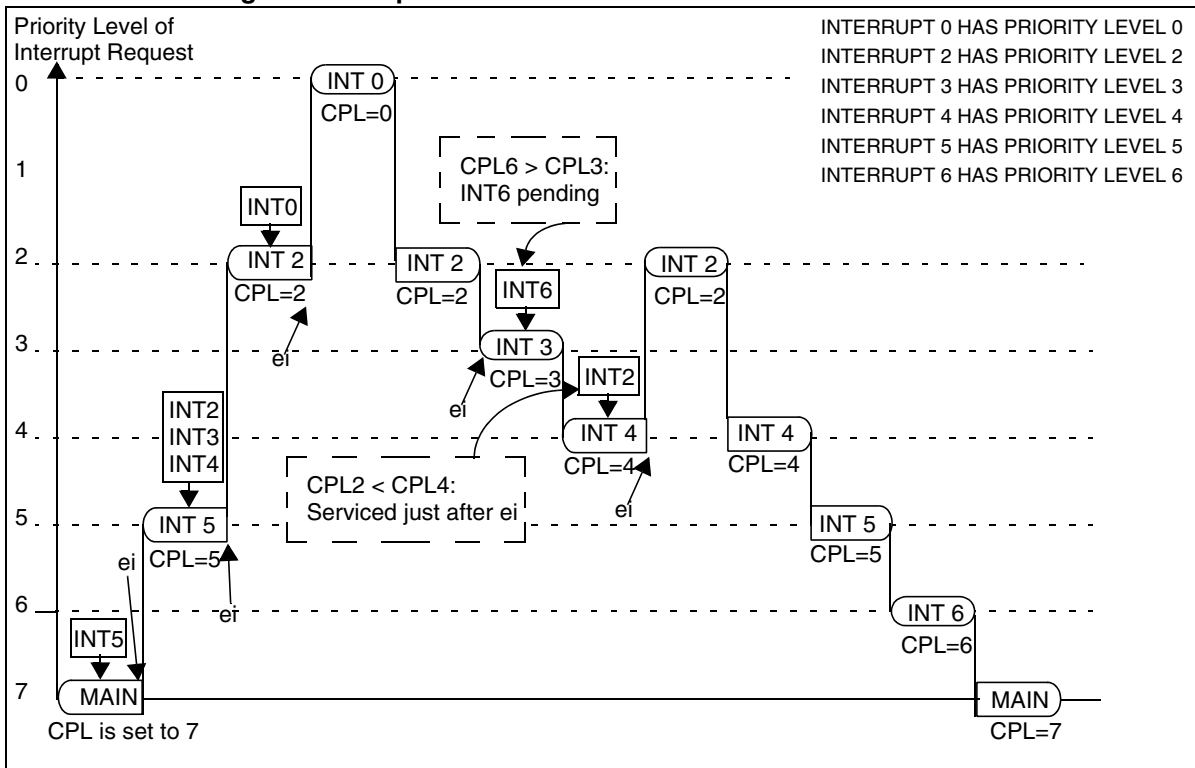 Priority Level of
Interrupt Request
INTERRUPT 0 HAS PRIORITY LEVEL 0
INTERRUPT 2 HAS PRIORITY LEVEL 2
INTERRUPT 3 HAS PRIORITY LEVEL 3
INTERRUPT 4 HAS PRIORITY LEVEL 4
INTERRUPT 5 HAS PRIORITY LEVEL 5
INTERRUPT 6 HAS PRIORITY LEVEL 6
0
INT 0
CPL=0
1
CPL6 > CPL3:
INT6 pending
INT0
2
INT 2
CPL=2
INT 2
CPL=2
INT 2
CPL=2
INT6
ei
3
INT 3
CPL=3
ei
INT2
INT2
INT3
INT4
4
INT 4
CPL=4
INT 4
CPL=4
CPL2 < CPL4:
Serviced just after ei
ei
5
INT 5
CPL=5
INT 5
CPL=5
ei
ei
6
INT 6
CPL=6
INT5
7
MAIN
MAIN
CPL is set to 7
CPL=7